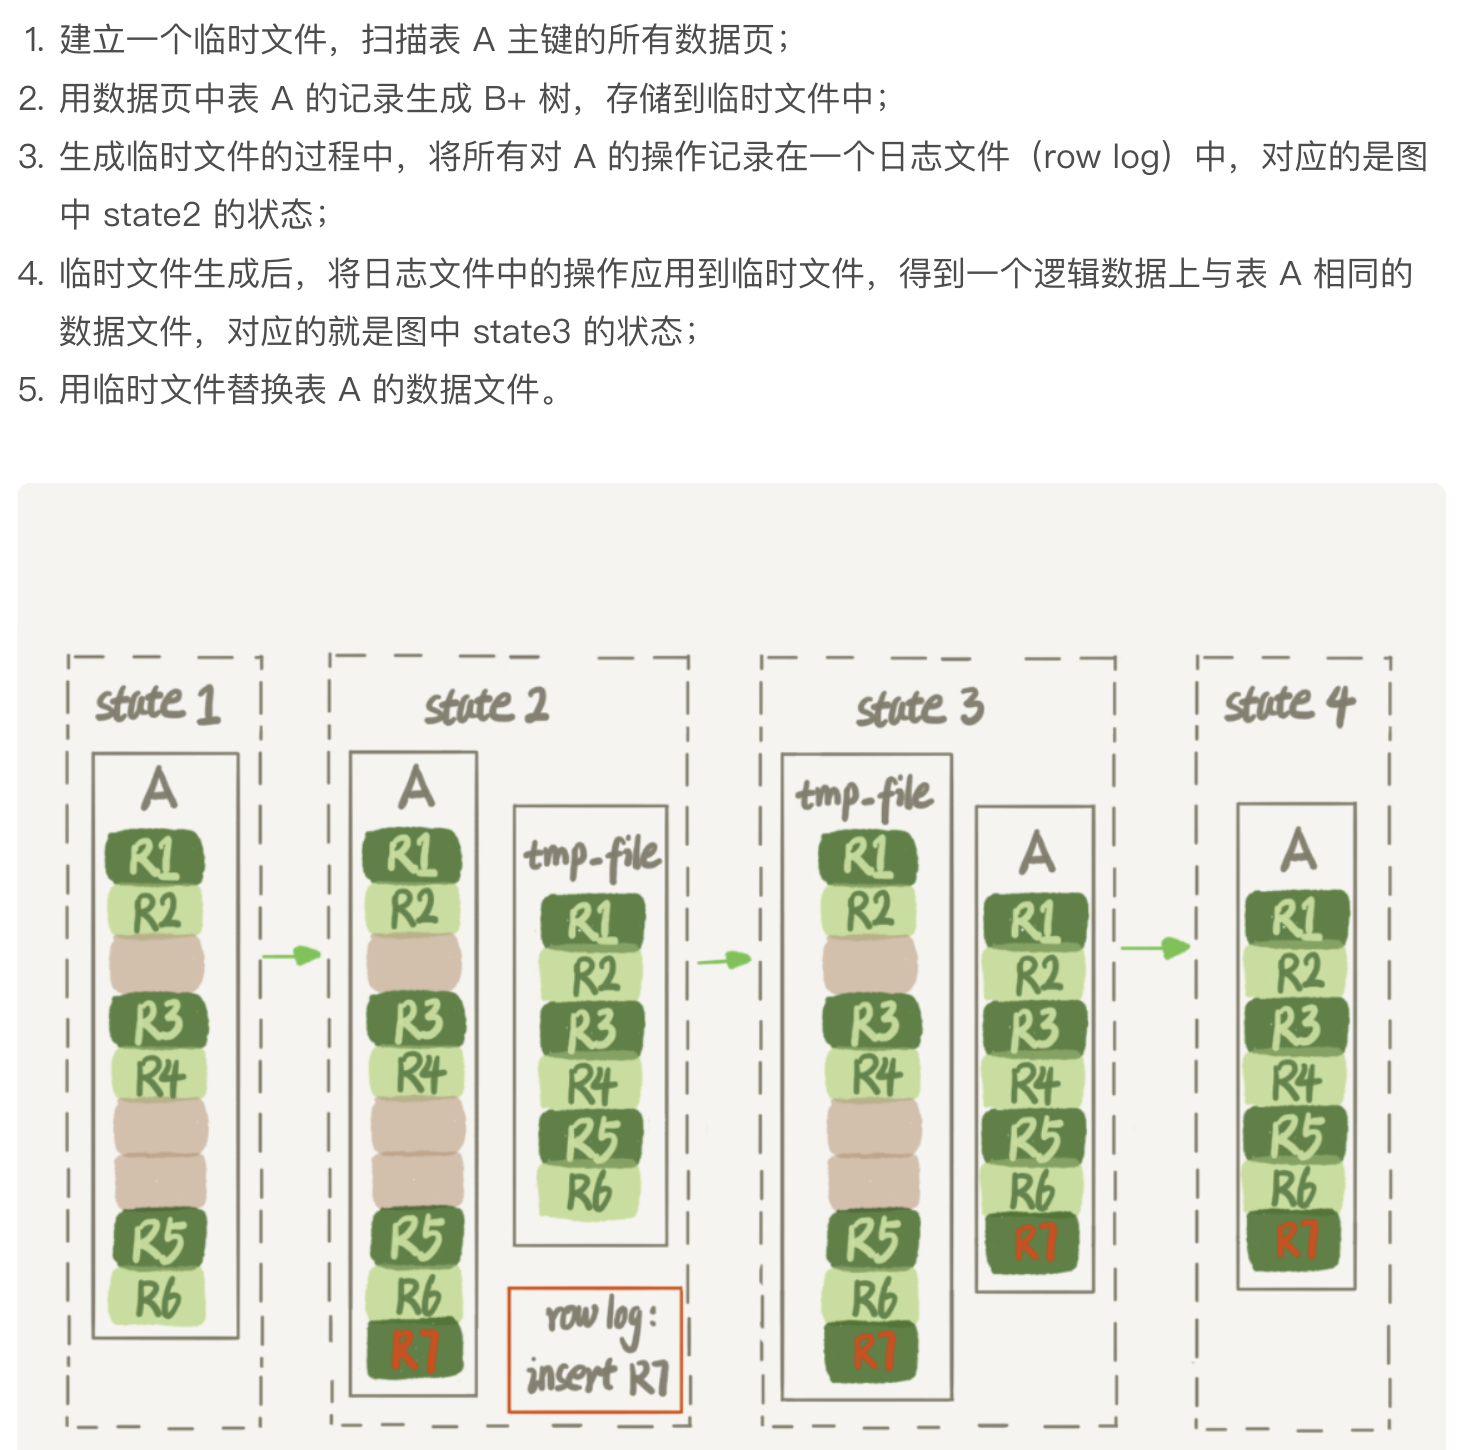 1. 建立一个临时文件，扫描表 A 主键的所有数据页；
2. 用数据页中表 A 的记录生成 B+ 树，存储到临时文件中；
3. 生成临时文件的过程中，将所有对 A 的操作记录在一个日志文件（row log）中，对应的是图
中 state2 的状态；
4. 临时文件生成后，将日志文件中的操作应用到临时文件，得到一个逻辑数据上与表 A 相同的
数据文件，对应的就是图中 state3 的状态；
5. 用临时文件替换表 A 的数据文件。
state 1
A
R1
R2
R3
R4
R5
R6
state 2
A
R1
R2
R3
R4
R5
R6
R7
tmp_file
R1
R2
R3
R4
R5
R6
row log:
insert R7
state 3
tmp_file
R1
R2
R3
R4
R5
R6
R7
A
R1
R2
R3
R4
R5
R6
R7
state 4
A
R1
R2
R3
R4
R5
R6
R7